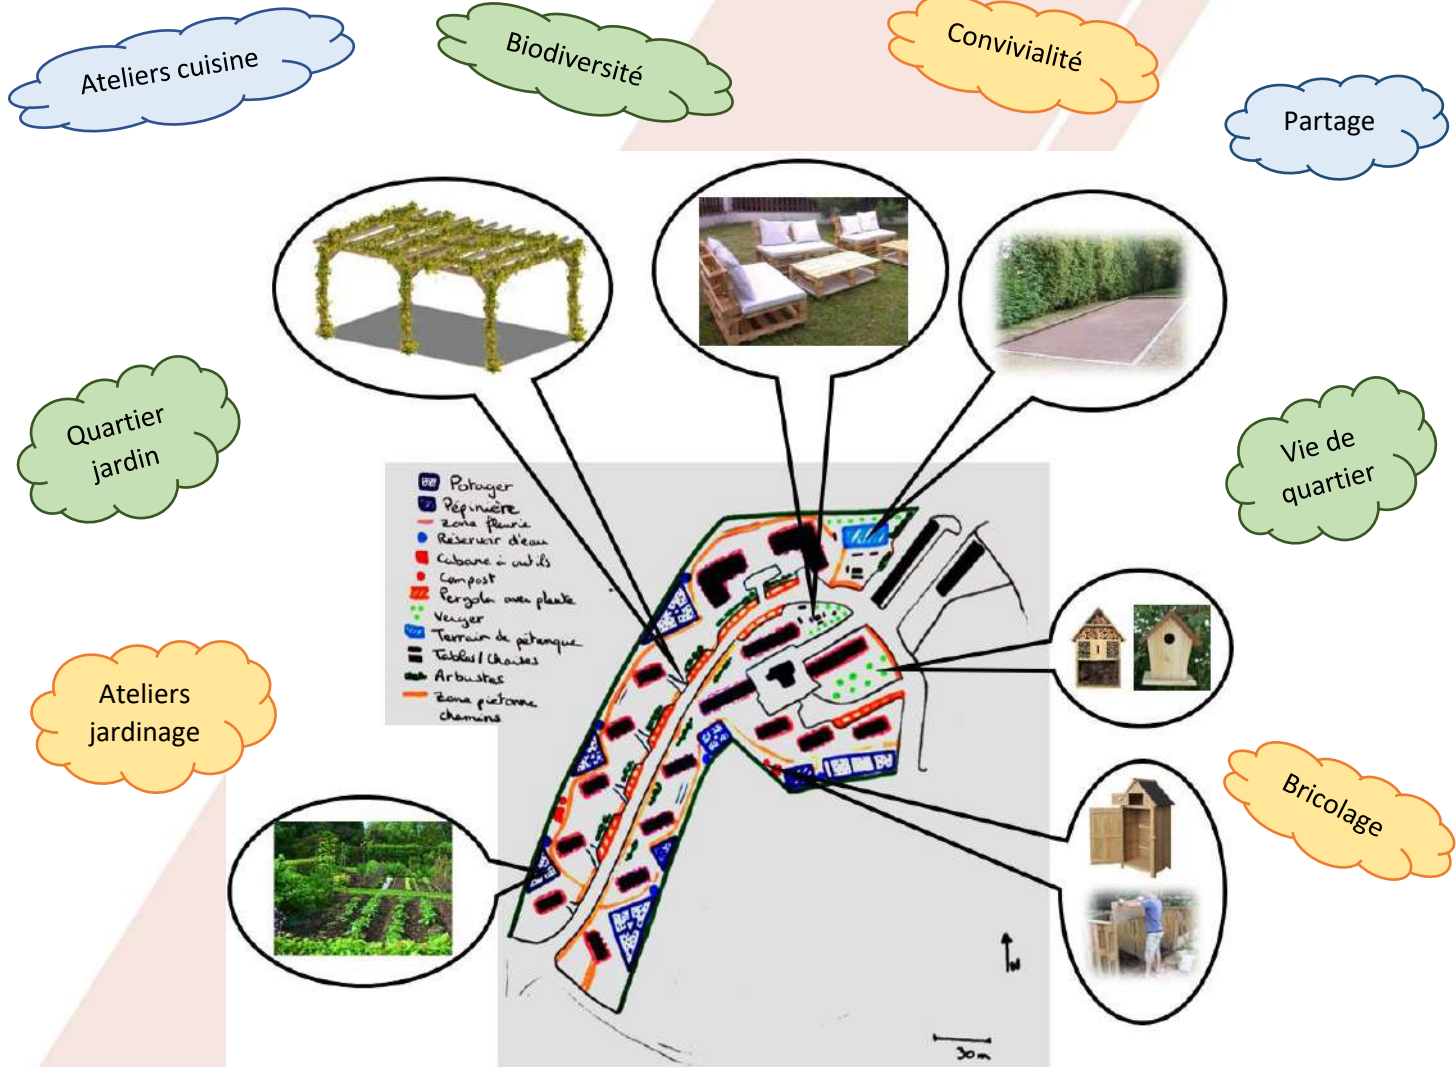 Ateliers cuisine
Biodiversité
Convivialité
Partage
Quartier
jardin
Vie de
quartier
Potager
Pépinière
Zone fleurie
Réservoir d'eau
Cabane à outils
Compost
Pergola avec plante
Verger
Terrain de pétanque
Tables/Chaises
Arbustes
Zone piétonne
chemins
Ateliers
jardinage
Bricolage
N
30m